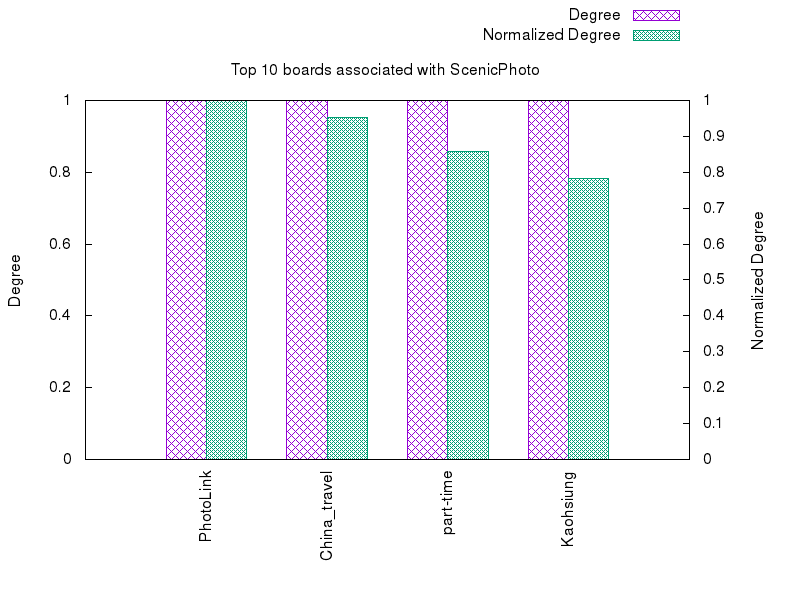 Degree
Normalized Degree
Top 10 boards associated with ScenicPhoto
1
0.8
0.6
0.4
0.2
0
1
0.9
0.8
0.7
0.6
0.5
0.4
0.3
0.2
0.1
0
Degree
Normalized Degree
PhotoLink
China_travel
part-time
Kaohsiung